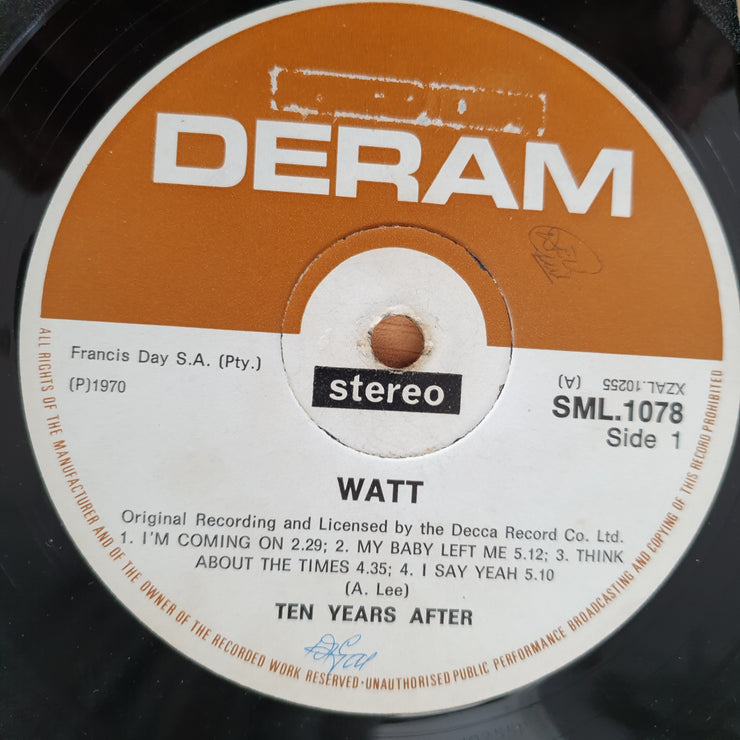 DERAM
Francis Day S.A. (Pty.)
(P)1970
stereo
XZAL.10255
(A)
SML.1078
Side 1
WATT
Original Recording and Licensed by the Decca Record Co. Ltd.
1. I'M COMING ON 2.29; 2. MY BABY LEFT ME 5.12; 3. THINK
ABOUT THE TIMES 4.35; 4. I SAY YEAH 5.10
(A. Lee)
TEN YEARS AFTER
ALL RIGHTS OF THE MANUFACTURER AND OF THE OWNER OF THE RECORDED WORK RESERVED·UNAUTHORISED PUBLIC PERFORMANCE BROADCASTING AND COPYING OF THIS RECORD PROHIBITED